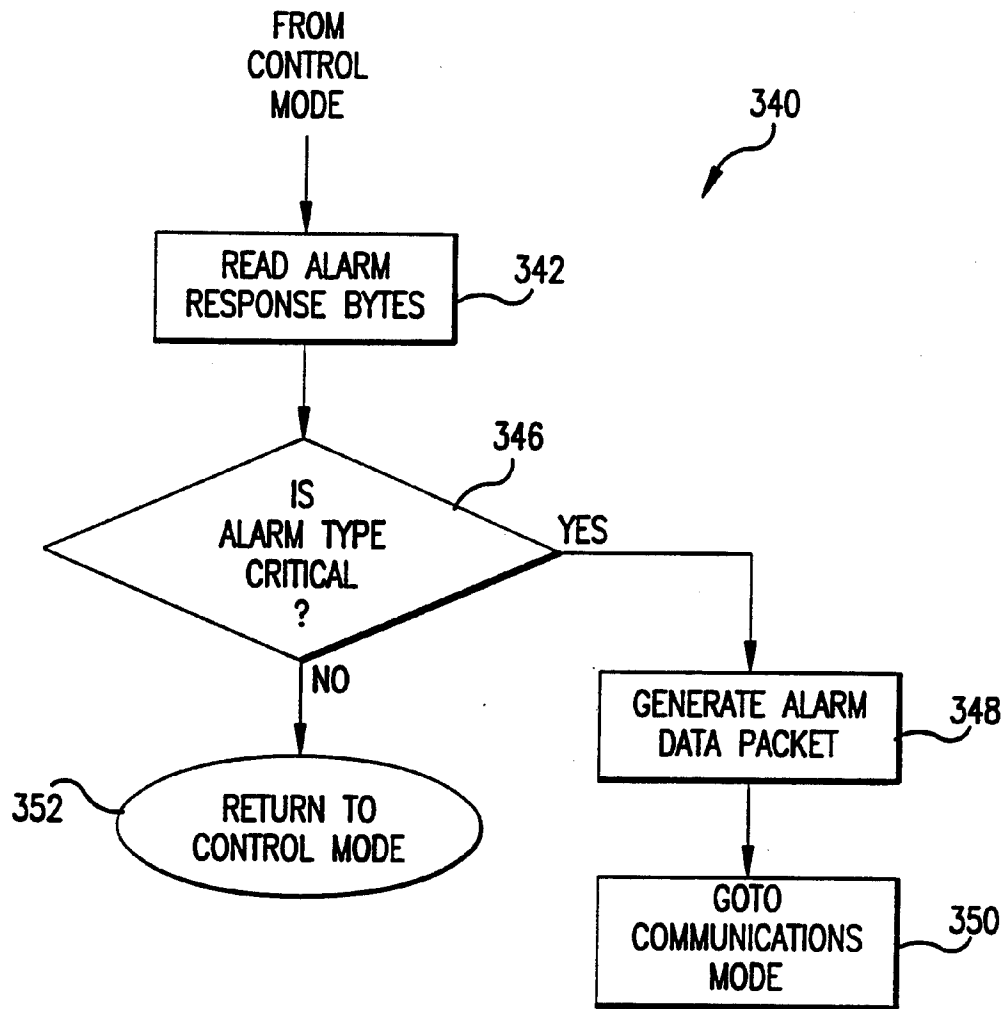 FROM
CONTROL
MODE
340
READ ALARM
RESPONSE BYTES
342
346
IS
ALARM TYPE
CRITICAL
?
YES
NO
GENERATE ALARM
DATA PACKET
348
352
RETURN TO
CONTROL MODE
GOTO
COMMUNICATIONS
MODE
350